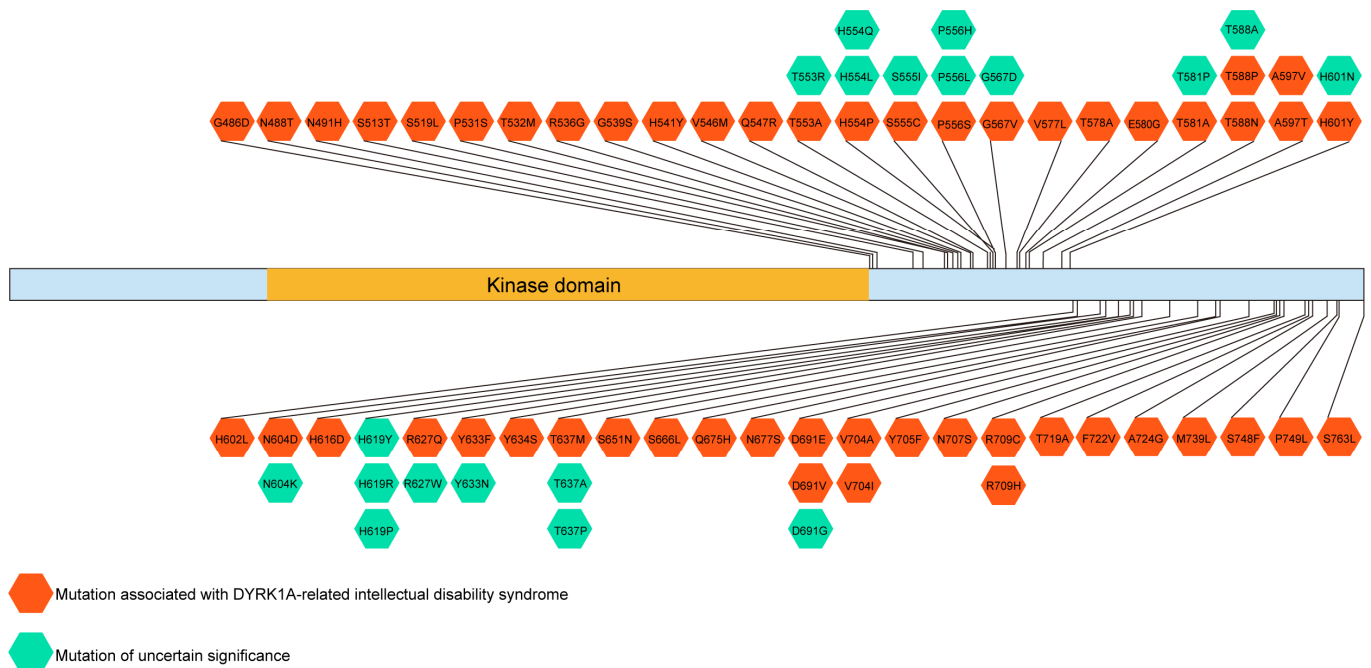 H554Q P556H T588A
T553R H554L S555I P556L G567D T581P T588P A597V H601N
G486D N488T N491H S513T S519L P531S T532M R536G G539S H541Y V546M Q547R T553A H554P S555C P556S G567V V577L T578A E580G T581A T588N A597T H601Y
Kinase domain
H602L N604D H616D H619Y R627Q Y633F Y634S T637M S651N S666L Q675H N677S D691E V704A Y705F N707S R709C T719A F722V A724G M739L S748F P749L S763L
N604K H619R R627W Y633N T637A D691V V704I R709H
H619P T637P D691G
Mutation associated with DYRK1A-related intellectual disability syndrome
Mutation of uncertain significance